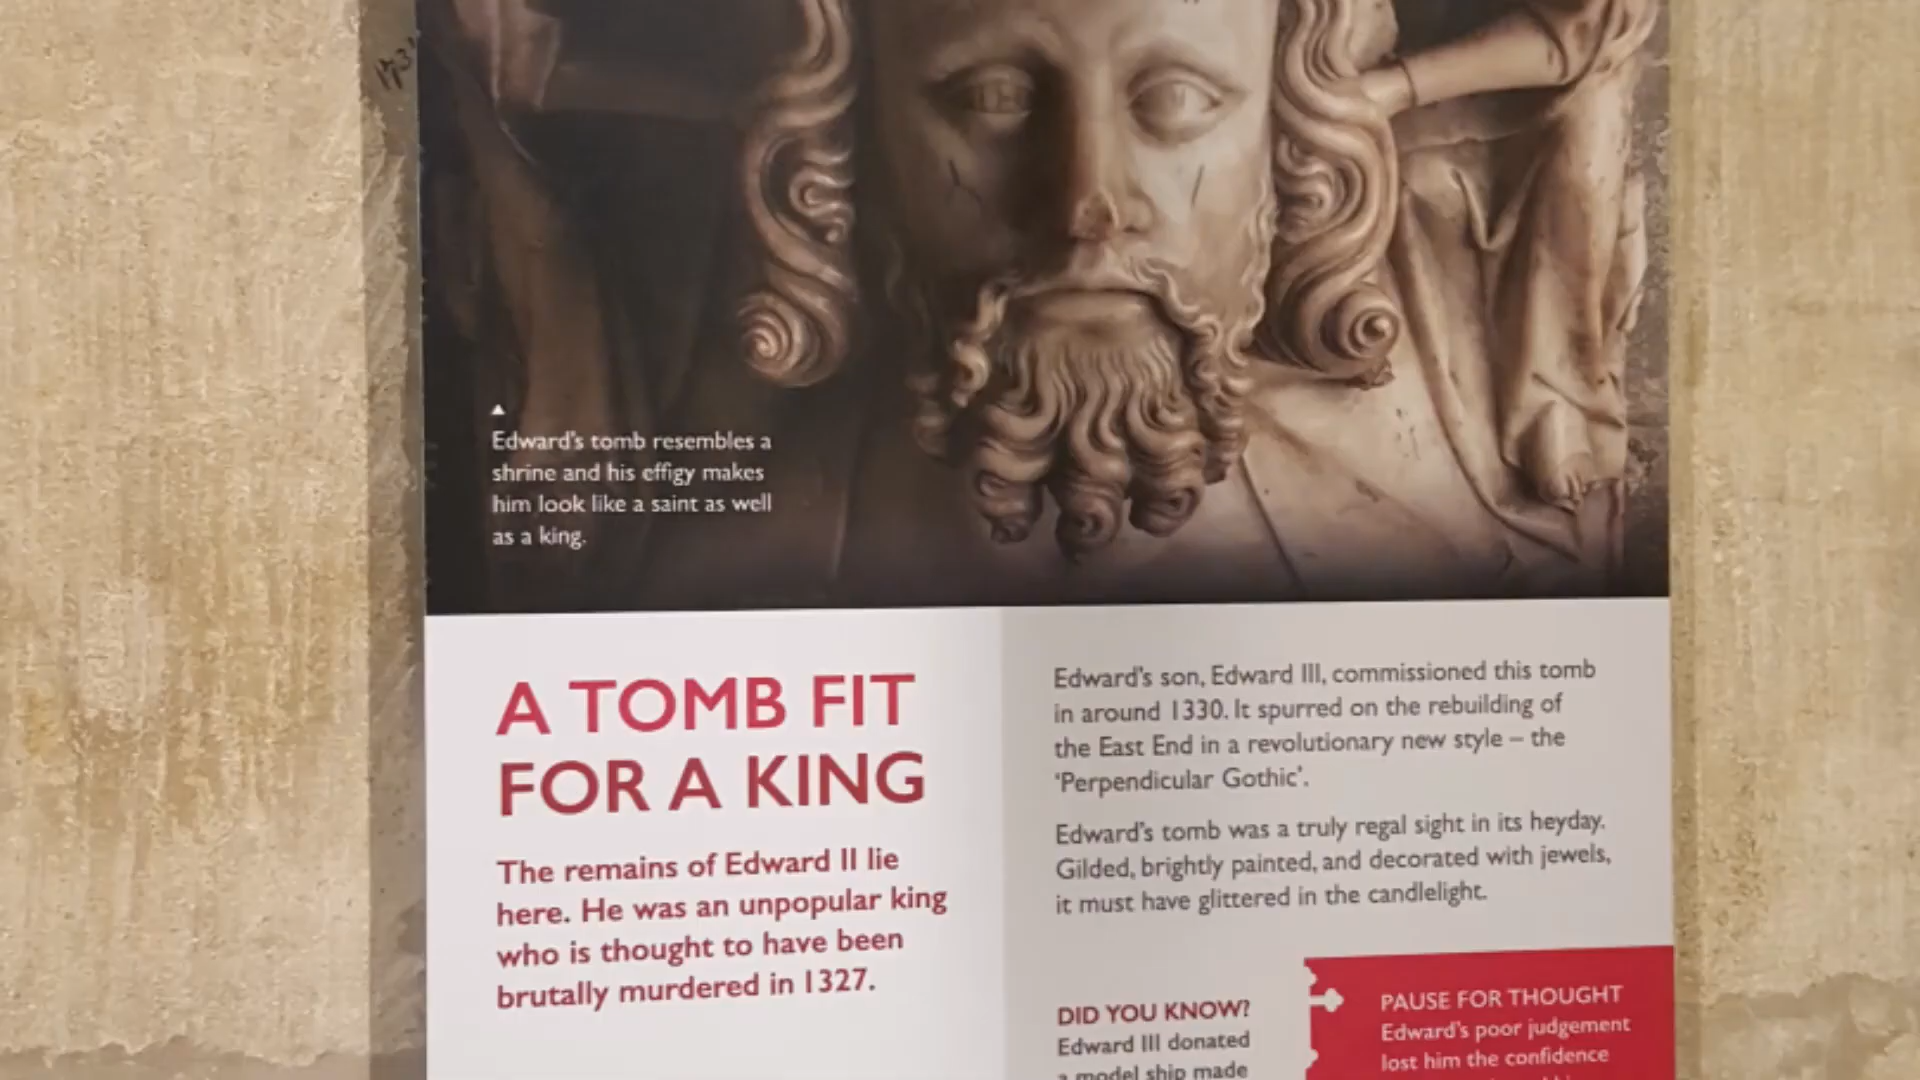 Edward's tomb resembles a
shrine and his effigy makes
him look like a saint as well
as a king.
A TOMB FIT
FOR A KING
The remains of Edward II lie
here. He was an unpopular king
who is thought to have been
brutally murdered in 1327.
Edward's son, Edward III, commissioned this tomb
in around 1330. It spurred on the rebuilding of
the East End in a revolutionary new style – the
'Perpendicular Gothic'.
Edward's tomb was a truly regal sight in its heyday.
Gilded, brightly painted, and decorated with jewels,
it must have glittered in the candlelight.
DID YOU KNOW?
Edward III donated
a model ship made
PAUSE FOR THOUGHT
Edward's poor judgement
lost him the confidence